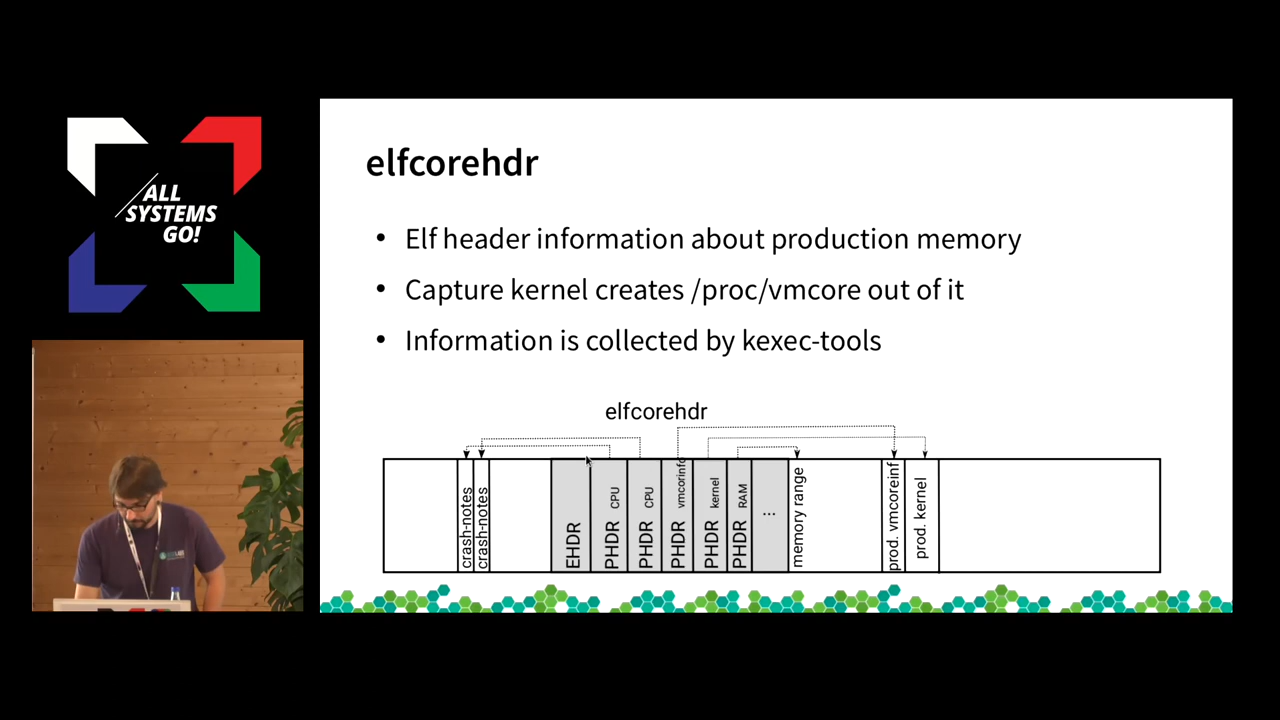 ALL
SYSTEMS
GO!
elfcorehdr
• Elf header information about production memory
• Capture kernel creates /proc/vmcore out of it
• Information is collected by kexec-tools
elfcorehdr
crash-notes
crash-notes
EHDR
PHDR CPU
PHDR CPU
PHDR vmcorinfo
PHDR kernel
PHDR RAM
...
memory range
prod. vmcoreinf
prod. kernel